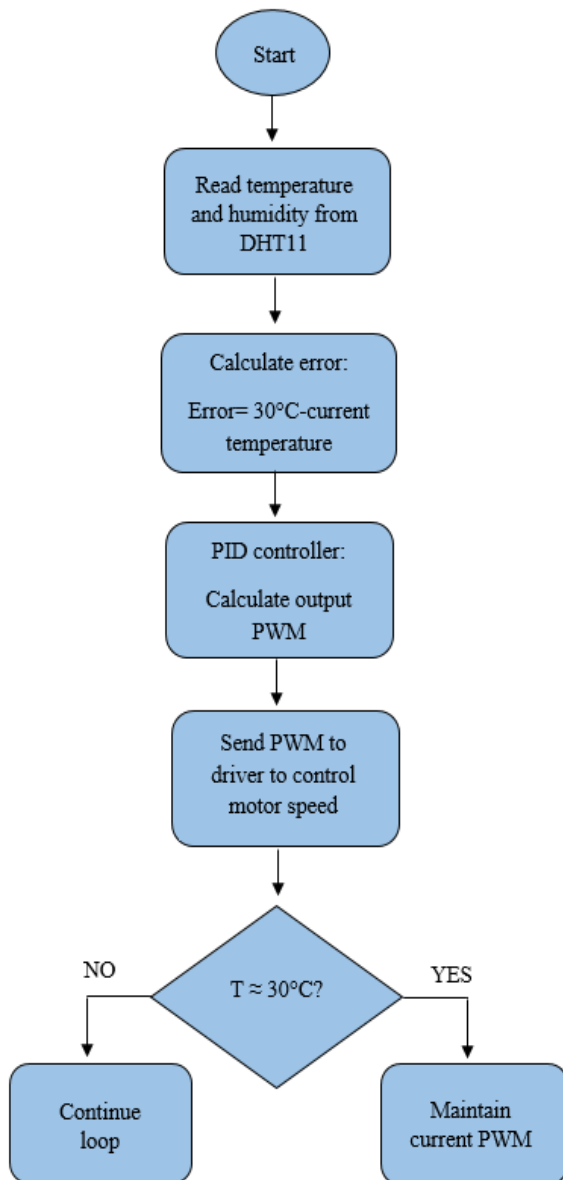 Start
Read temperature
and humidity from
DHT11
Calculate error:
Error= 30°C-current
temperature
PID controller:
Calculate output
PWM
Send PWM to
driver to control
motor speed
T ≈ 30°C?
NO
YES
Continue
loop
Maintain
current PWM